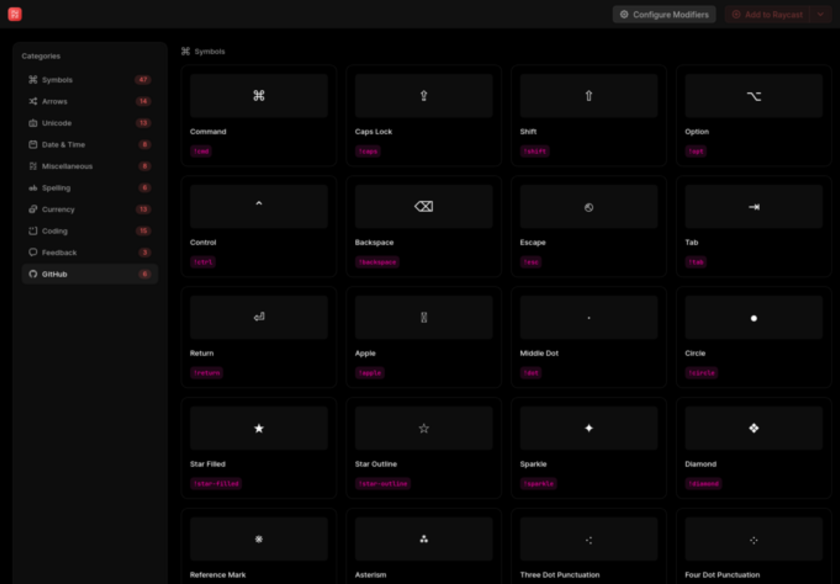 Configure Modifiers
Add to Raycast
Categories
Symbols 47
Arrows 14
Unicode 13
Date & Time 8
Miscellaneous 8
Spelling 6
Currency 13
Coding 15
Feedback 3
GitHub 6
Symbols
⌘ ⇪ ⇧ ⌥
Command Caps Lock Shift Option
!cmd !caps !shift !opt
⌃ ⌫ ⎋ ⇥
Control Backspace Escape Tab
!ctrl !backspace !esc !tab
⏎ · ●
Return Apple Middle Dot Circle
!return !apple !dot !circle
★ ☆ ✦ ❖
Star Filled Star Outline Sparkle Diamond
!star-filled !star-outline !sparkle !diamond
※ ⁂ ⁖ ⁘
Reference Mark Asterism Three Dot Punctuation Four Dot Punctuation